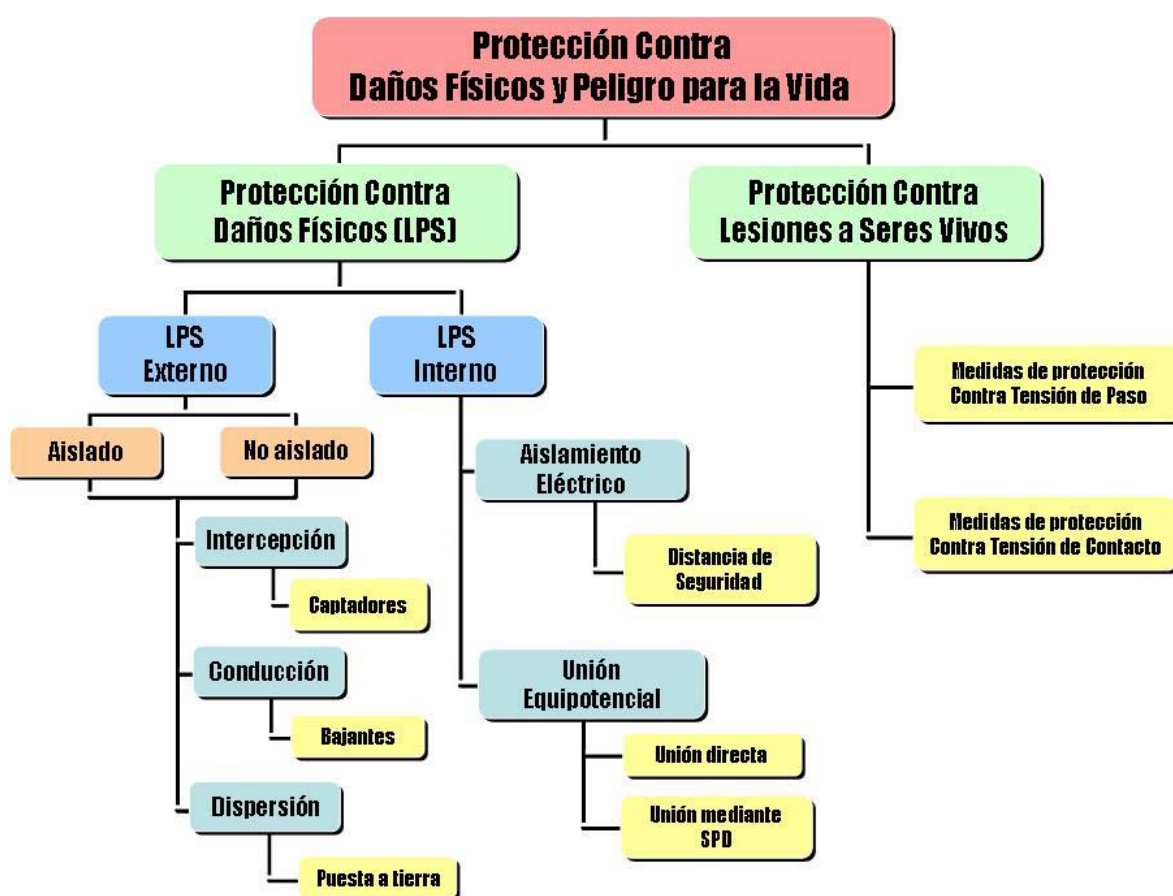 Protección Contra
Daños Físicos y Peligro para la Vida
Protección Contra
Daños Físicos (LPS)
Protección Contra
Lesiones a Seres Vivos
LPS
Externo
LPS
Interno
Aislado
No aislado
Intercepción
Captadores
Conducción
Bajantes
Dispersión
Puesta a tierra
Aislamiento
Eléctrico
Distancia de
Seguridad
Unión
Equipotencial
Unión directa
Unión mediante
SPD
Medidas de protección
Contra Tensión de Paso
Medidas de protección
Contra Tensión de Contacto